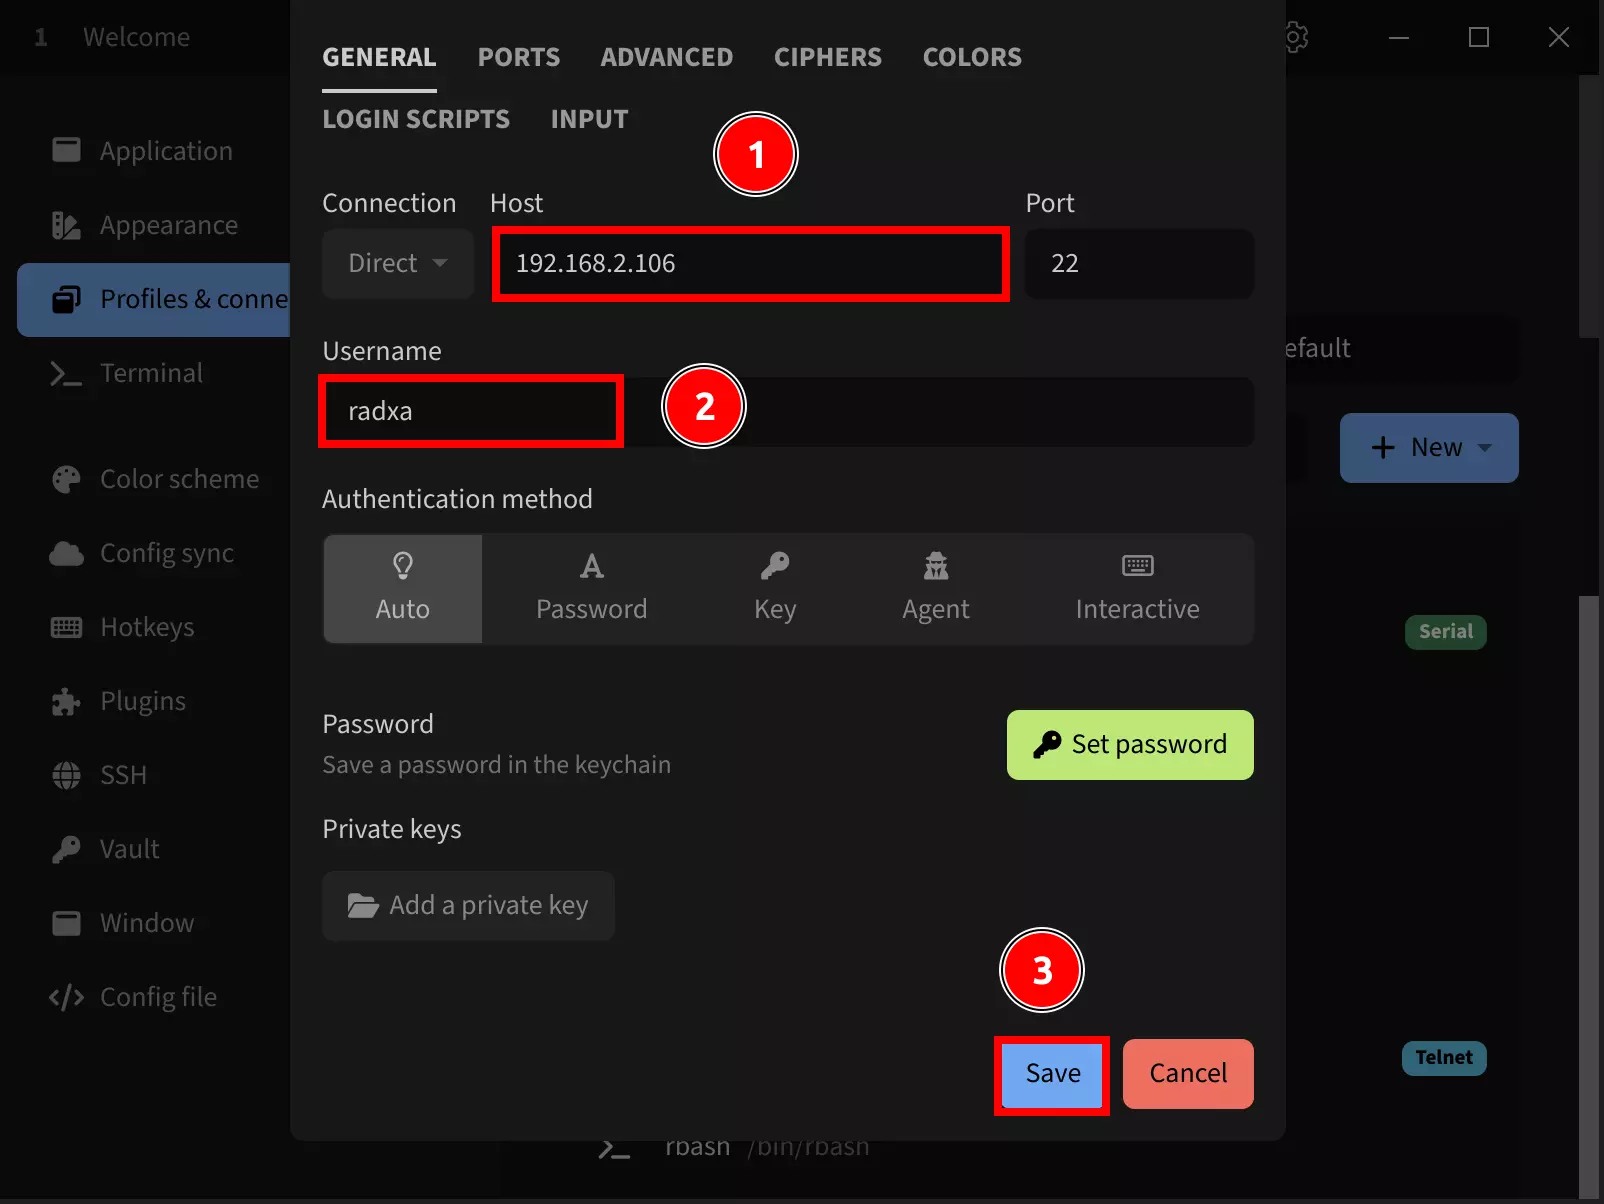 1 Welcome
Application
Appearance
Profiles & conne
Terminal
Color scheme
Config sync
Hotkeys
Plugins
SSH
Vault
Window
Config file
GENERAL PORTS ADVANCED CIPHERS COLORS
LOGIN SCRIPTS INPUT
1
Connection Host Port
Direct 192.168.2.106 22
Username
radxa
2
Authentication method
Auto Password Key Agent Interactive
Password
Save a password in the keychain
Set password
Private keys
Add a private key
3
Save Cancel
efault
New
Serial
Telnet
rbash /bin/rbash